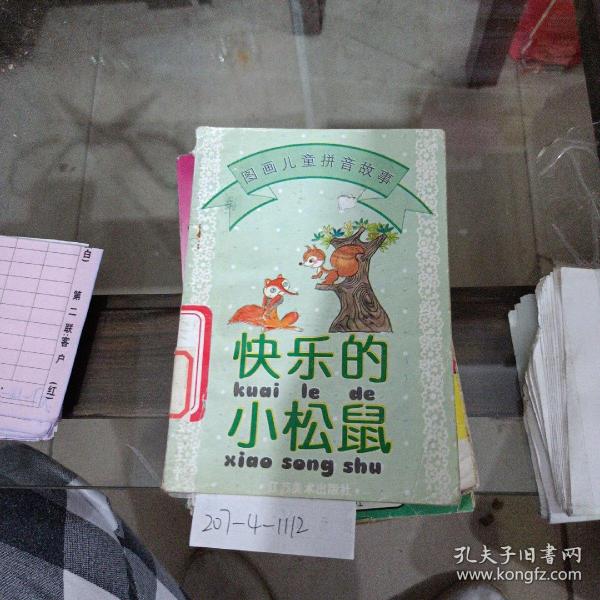 图画儿童拼音故事
快乐的
kuai le de
小松鼠
xiao song shu
江苏美术出版社
207-4-1112
白)
第二联:客户
(红)
孔夫子旧书网
www.kongfz.com